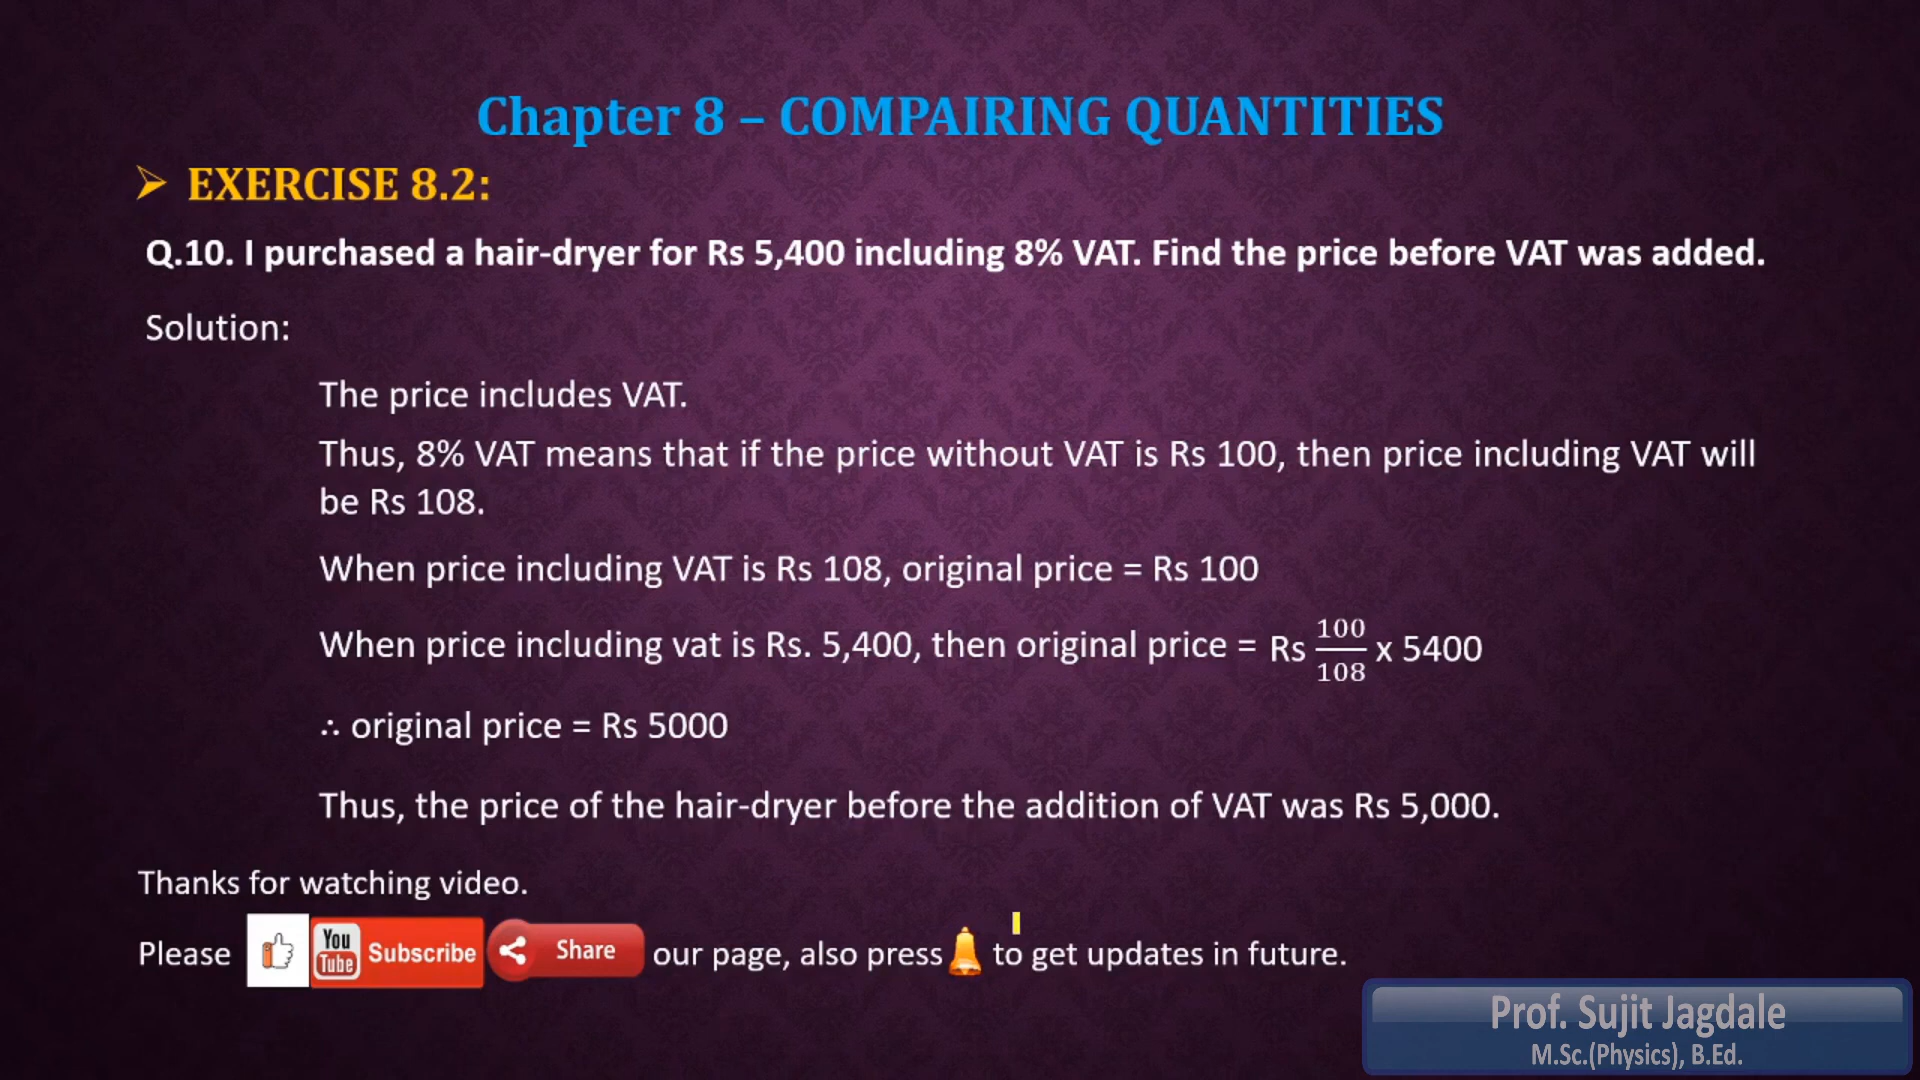 Chapter 8 – COMPAIRING QUANTITIES
➢ EXERCISE 8.2:
Q.10. I purchased a hair-dryer for Rs 5,400 including 8% VAT. Find the price before VAT was added.
Solution:
The price includes VAT.
Thus, 8% VAT means that if the price without VAT is Rs 100, then price including VAT will
be Rs 108.
When price including VAT is Rs 108, original price = Rs 100
When price including vat is Rs. 5,400, then original price = Rs 100/108 x 5400
∴ original price = Rs 5000
Thus, the price of the hair-dryer before the addition of VAT was Rs 5,000.
Thanks for watching video.
Please You Tube Subscribe Share our page, also press to get updates in future.
Prof. Sujit Jagdale
M.Sc.(Physics), B.Ed.